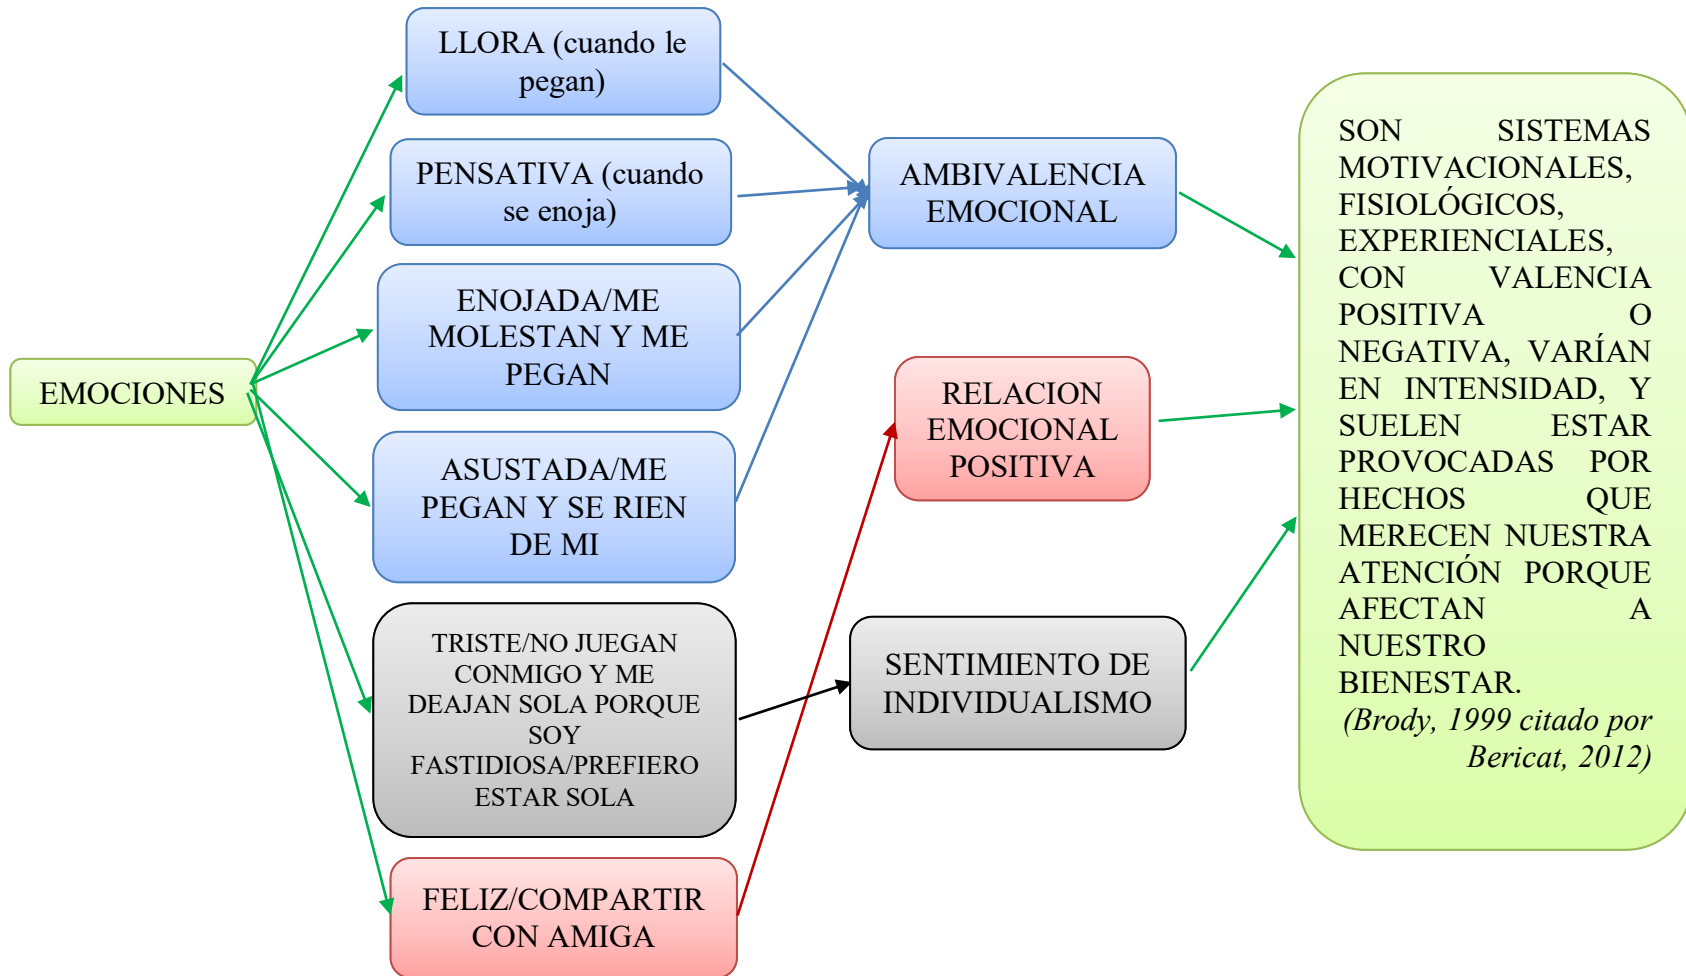 EMOCIONES
LLORA (cuando le
pegan)
PENSATIVA (cuando
se enoja)
ENOJADA/ME
MOLESTAN Y ME
PEGAN
ASUSTADA/ME
PEGAN Y SE RIEN
DE MI
TRISTE/NO JUEGAN
CONMIGO Y ME
DEAJAN SOLA PORQUE
SOY
FASTIDIOSA/PREFIERO
ESTAR SOLA
FELIZ/COMPARTIR
CON AMIGA
AMBIVALENCIA
EMOCIONAL
RELACION
EMOCIONAL
POSITIVA
SENTIMIENTO DE
INDIVIDUALISMO
SON SISTEMAS
MOTIVACIONALES,
FISIOLÓGICOS,
EXPERIENCIALES,
CON VALENCIA
POSITIVA O
NEGATIVA, VARÍAN
EN INTENSIDAD, Y
SUELEN ESTAR
PROVOCADAS POR
HECHOS QUE
MERECEN NUESTRA
ATENCIÓN PORQUE
AFECTAN A
NUESTRO
BIENESTAR.
(Brody, 1999 citado por
Bericat, 2012)